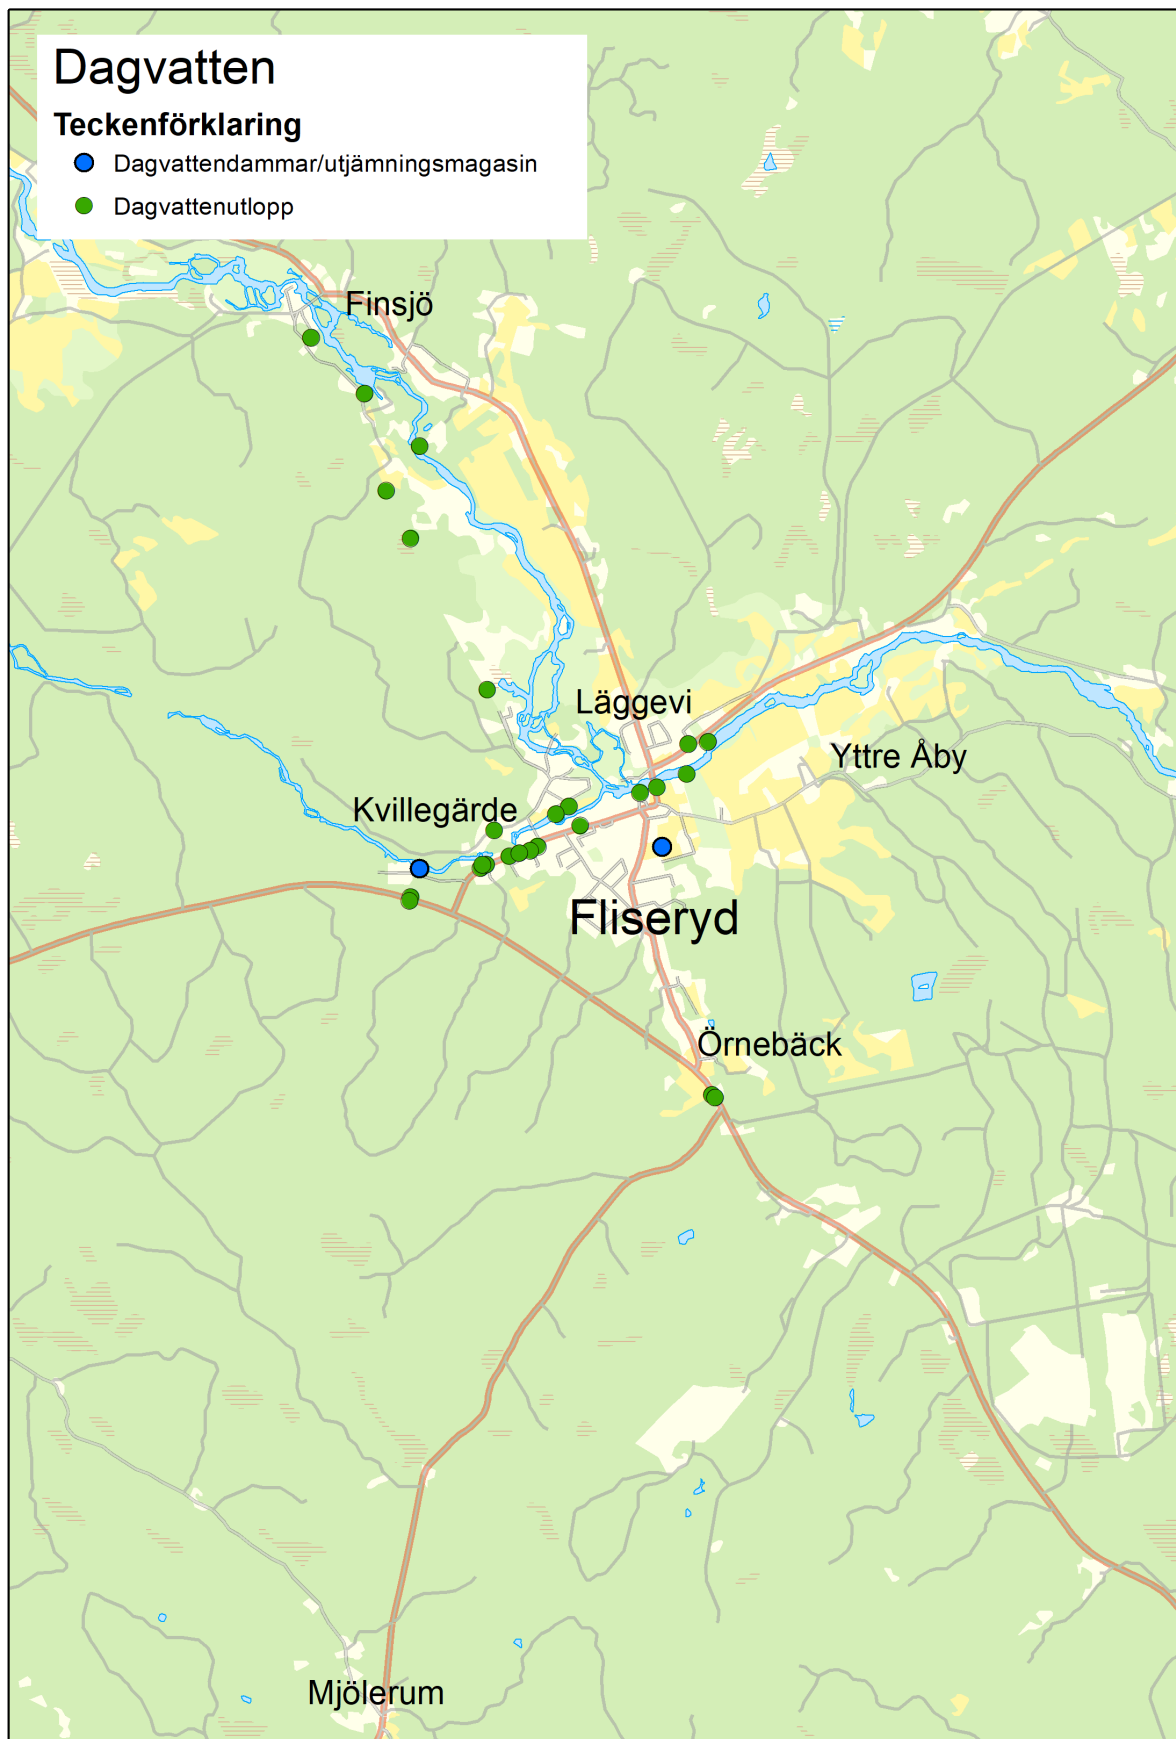 Dagvatten
Teckenförklaring
Dagvattendammar/utjämningsmagasin
Dagvattenutlopp
Finsjö
Läggevi
Yttre Åby
Kvillegärde
Fliseryd
Örnebäck
Mjölerum